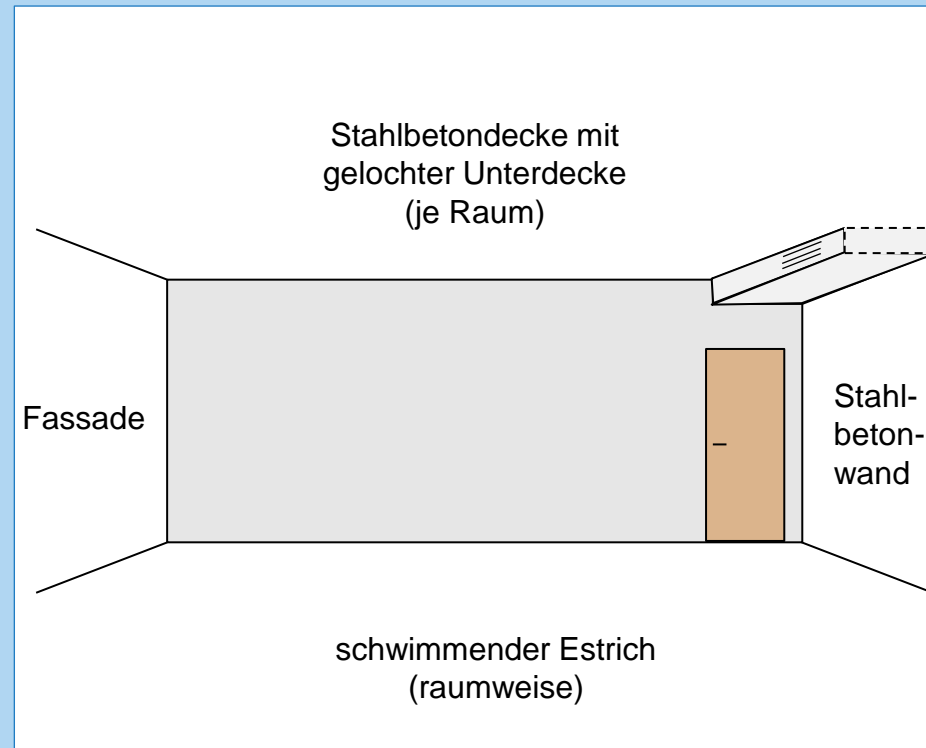 Stahlbetondecke mit
gelochter Unterdecke
(je Raum)
Fassade
Stahl-
beton-
wand
schwimmender Estrich
(raumweise)